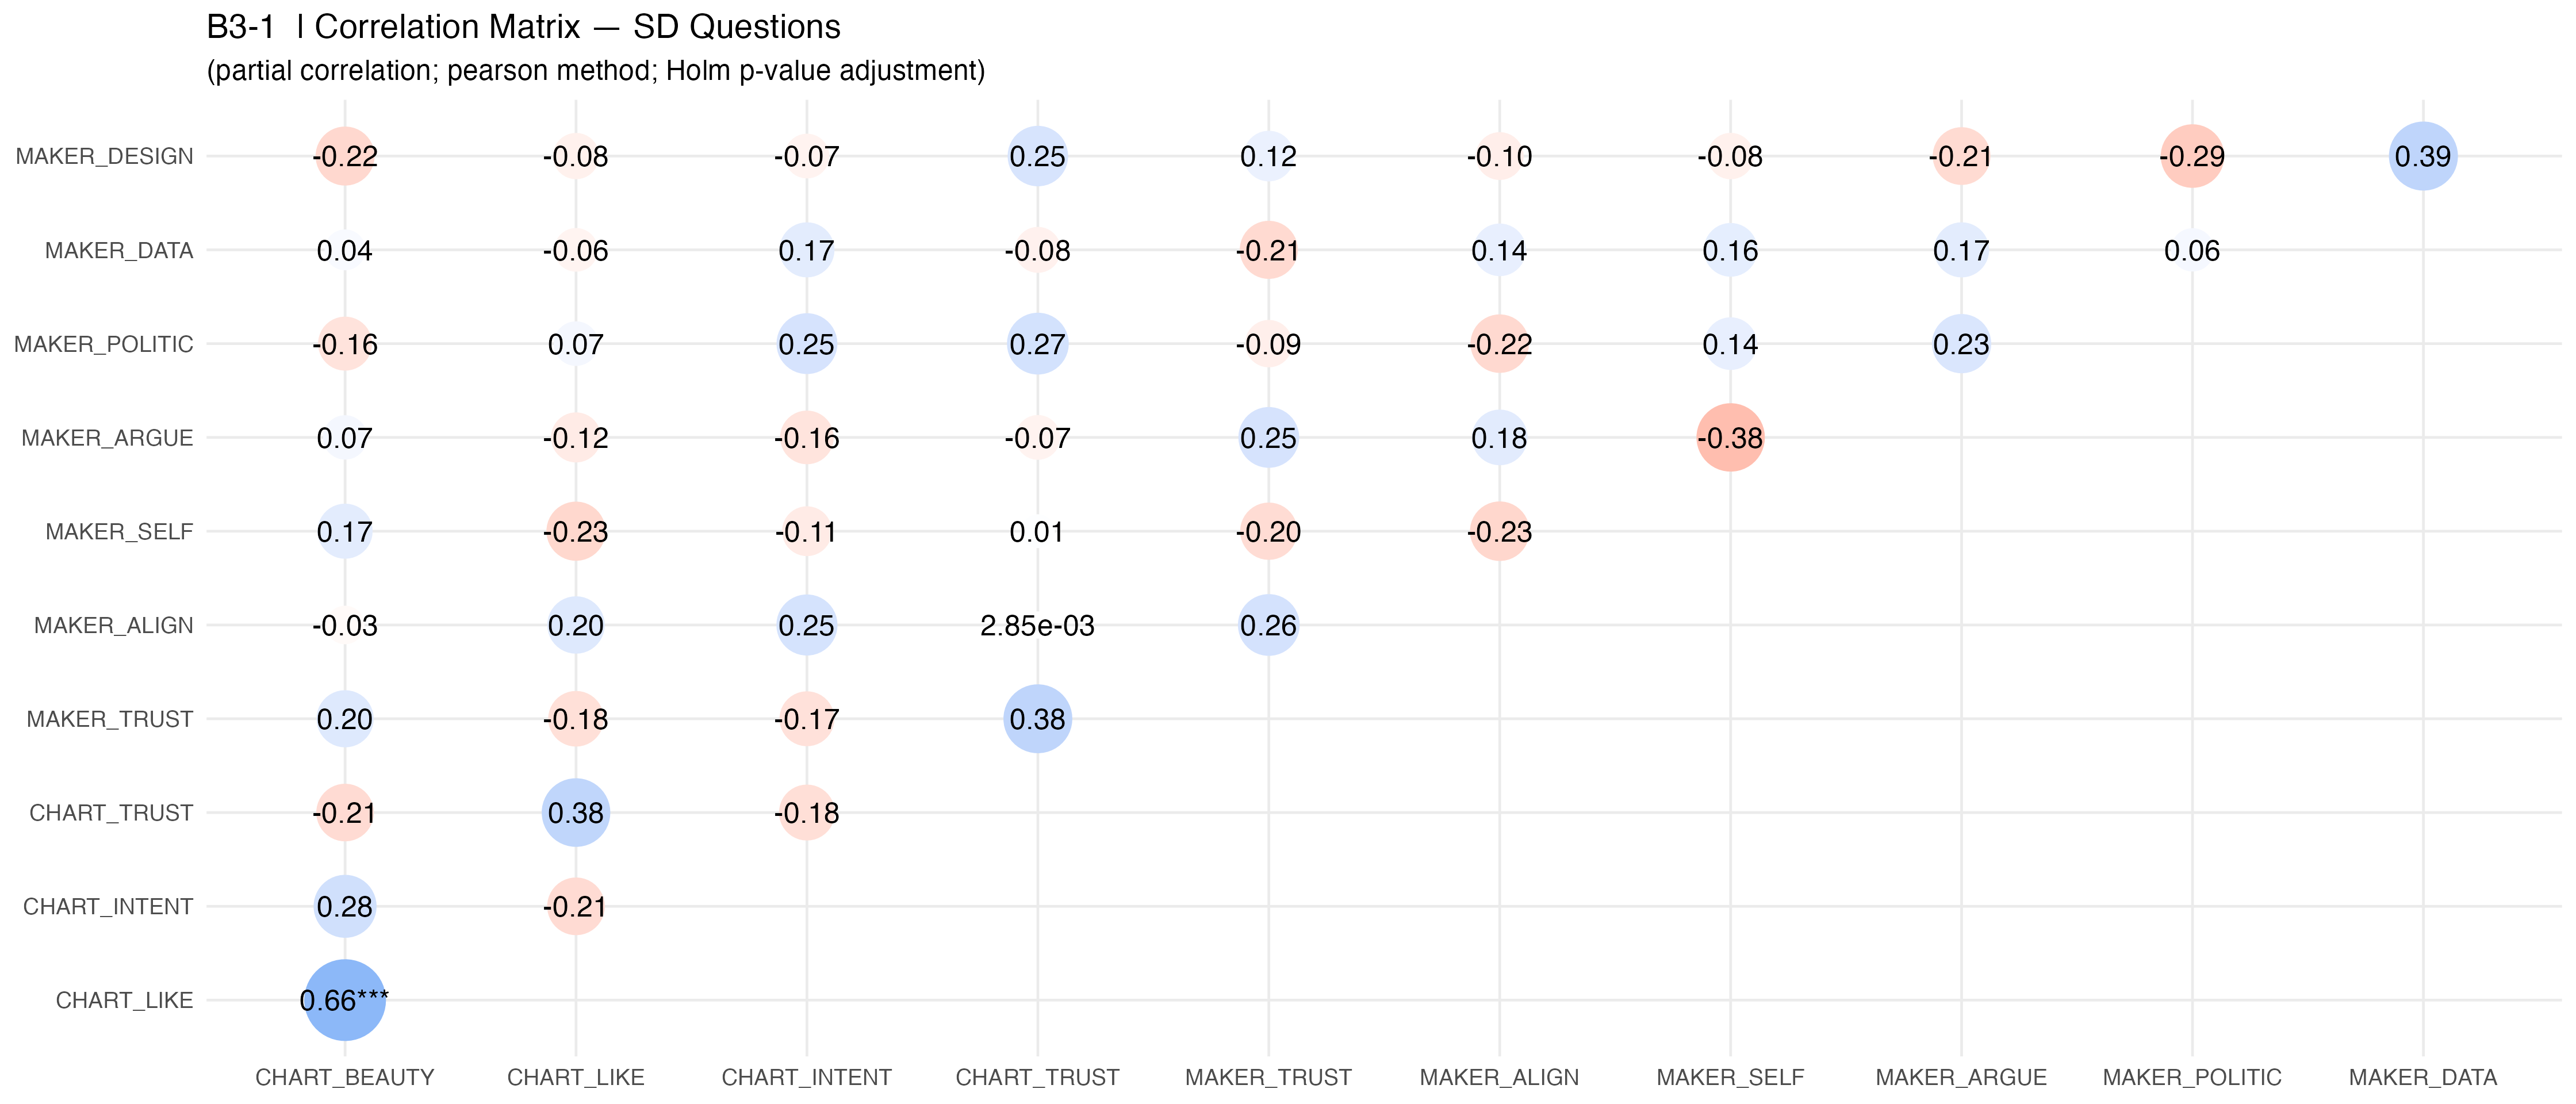 B3-1 | Correlation Matrix — SD Questions
(partial correlation; pearson method; Holm p-value adjustment)
MAKER_DESIGN -0.22 -0.08 -0.07 0.25 0.12 -0.10 -0.08 -0.21 -0.29 0.39
MAKER_DATA 0.04 -0.06 0.17 -0.08 -0.21 0.14 0.16 0.17 0.06
MAKER_POLITIC -0.16 0.07 0.25 0.27 -0.09 -0.22 0.14 0.23
MAKER_ARGUE 0.07 -0.12 -0.16 -0.07 0.25 0.18 -0.38
MAKER_SELF 0.17 -0.23 -0.11 0.01 -0.20 -0.23
MAKER_ALIGN -0.03 0.20 0.25 2.85e-03 0.26
MAKER_TRUST 0.20 -0.18 -0.17 0.38
CHART_TRUST -0.21 0.38 -0.18
CHART_INTENT 0.28 -0.21
CHART_LIKE 0.66***
CHART_BEAUTY CHART_LIKE CHART_INTENT CHART_TRUST MAKER_TRUST MAKER_ALIGN MAKER_SELF MAKER_ARGUE MAKER_POLITIC MAKER_DATA